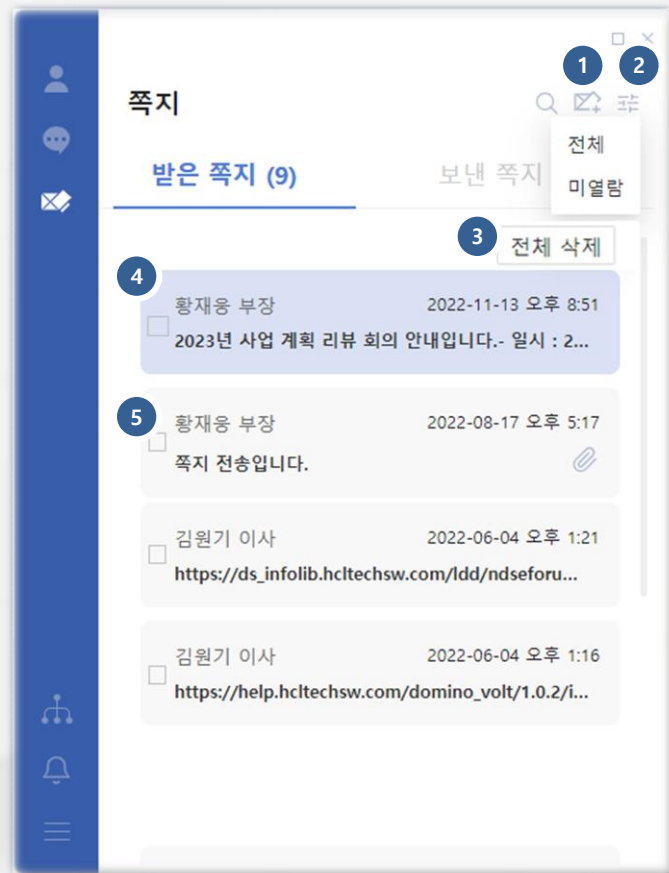 1 2
쪽지
전체
미열람
받은 쪽지 (9) 보낸 쪽지
3 전체 삭제
4
황재웅 부장 2022-11-13 오후 8:51
2023년 사업 계획 리뷰 회의 안내입니다.- 일시 : 2...
5
황재웅 부장 2022-08-17 오후 5:17
쪽지 전송입니다.
김원기 이사 2022-06-04 오후 1:21
https://ds_infolib.hcltechsw.com/ldd/ndseforu...
김원기 이사 2022-06-04 오후 1:16
https://help.hcltechsw.com/domino_volt/1.0.2/i...